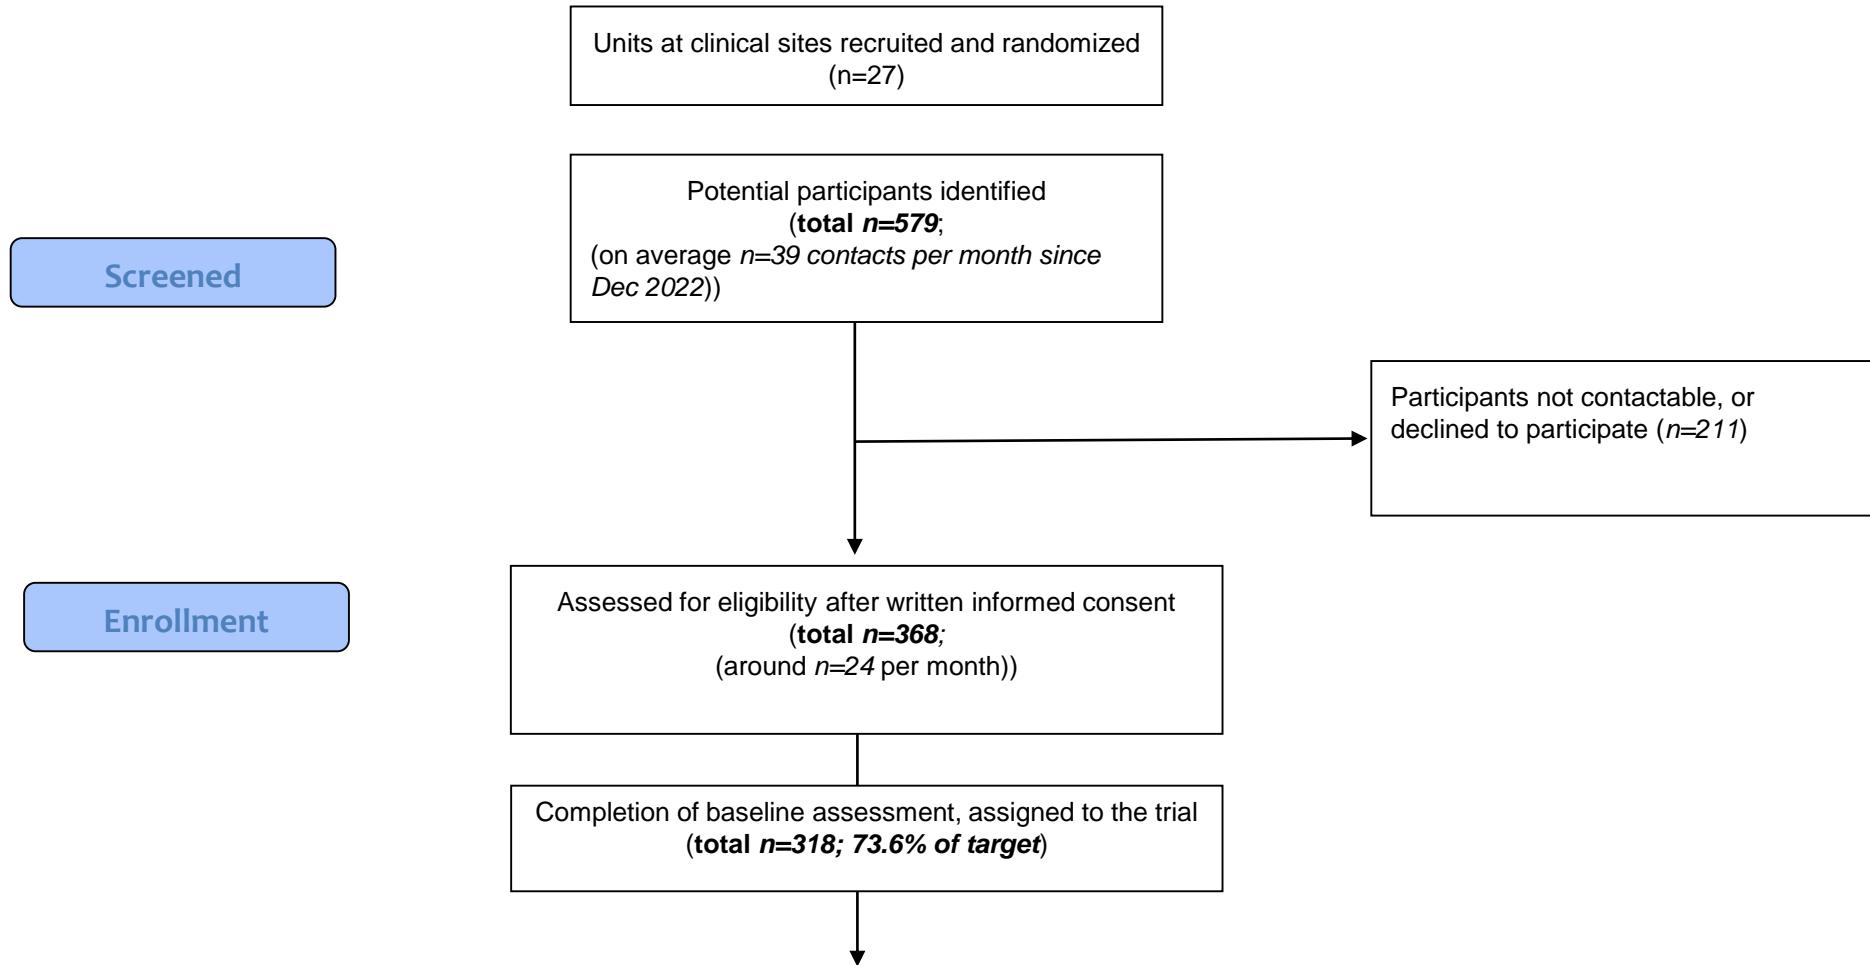 Units at clinical sites recruited and randomized
(n=27)
Potential participants identified
(total n=579;
(on average n=39 contacts per month since
Dec 2022))
Screened
Participants not contactable, or
declined to participate (n=211)
Assessed for eligibility after written informed consent
(total n=368;
(around n=24 per month))
Enrollment
Completion of baseline assessment, assigned to the trial
(total n=318; 73.6% of target)